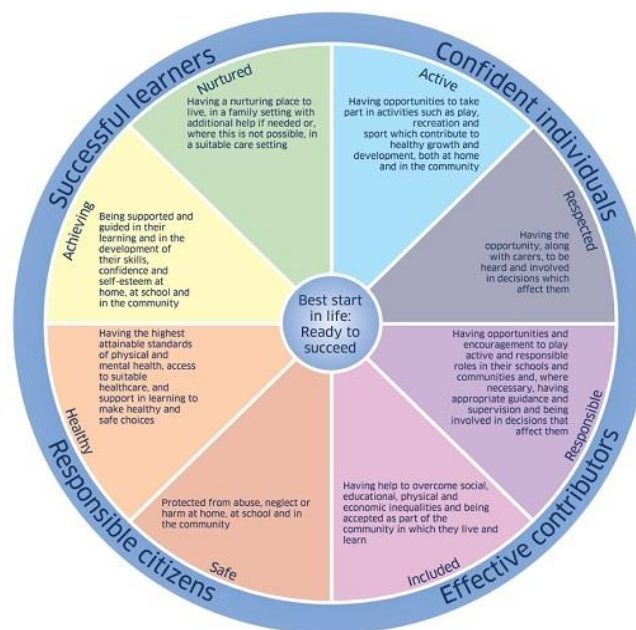 Successful learners
Confident individuals
Nurtured
Having a nurturing place to
live, in a family setting with
additional help if needed or,
where this is not possible, in
a suitable care setting
Active
Having opportunities to take
part in activities such as play,
recreation and
sport which contribute to
healthy growth and
development, both at home
and in the community
Achieving
Being supported and
guided in their
learning and in the
development of
their skills,
confidence and
self-esteem at
home, at school and
in the community
Respected
Having the
opportunity, along
with carers, to be
heard and involved
in decisions which
affect them
Best start
in life:
Ready to
succeed
Healthy
Having the highest
attainable standards
of physical and
mental health, access
to suitable
healthcare, and
support in learning to
make healthy and
safe choices
Responsible
Having opportunities and
encouragement to play
active and responsible
roles in their schools and
communities and, where
necessary, having
appropriate guidance and
supervision and being
involved in decisions that
affect them
Safe
Protected from abuse, neglect or
harm at home, at school and in
the community
Included
Having help to overcome social,
educational, physical and
economic inequalities and being
accepted as part of the
community in which they live and
learn
Responsible citizens
Effective contributors